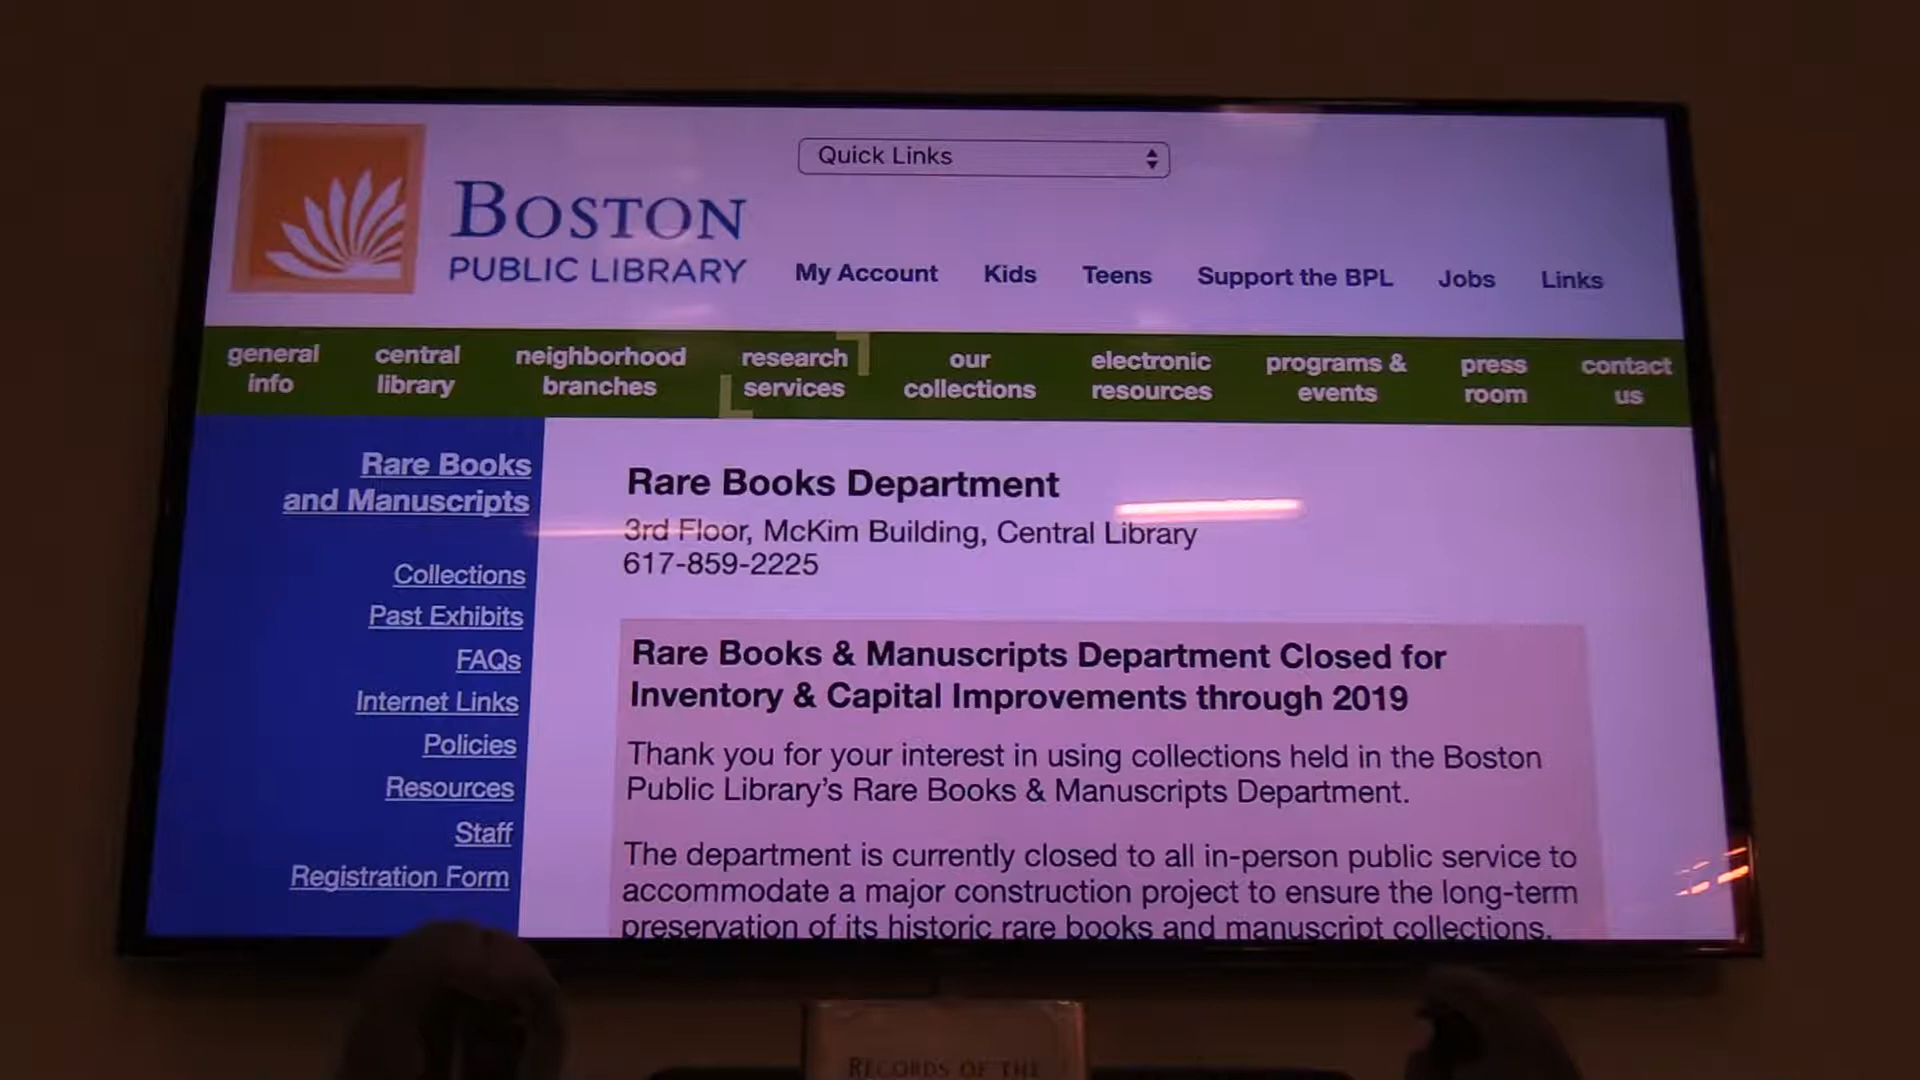 Quick Links
BOSTON
PUBLIC LIBRARY
My Account Kids Teens Support the BPL Jobs Links
general info
central library
neighborhood branches
research services
our collections
electronic resources
programs & events
press room
contact us
Rare Books
and Manuscripts
Collections
Past Exhibits
FAQs
Internet Links
Policies
Resources
Staff
Registration Form
Rare Books Department
3rd Floor, McKim Building, Central Library
617-859-2225
Rare Books & Manuscripts Department Closed for
Inventory & Capital Improvements through 2019
Thank you for your interest in using collections held in the Boston
Public Library's Rare Books & Manuscripts Department.
The department is currently closed to all in-person public service to
accommodate a major construction project to ensure the long-term
preservation of its historic rare books and manuscript collections.
RECORDS OF THE